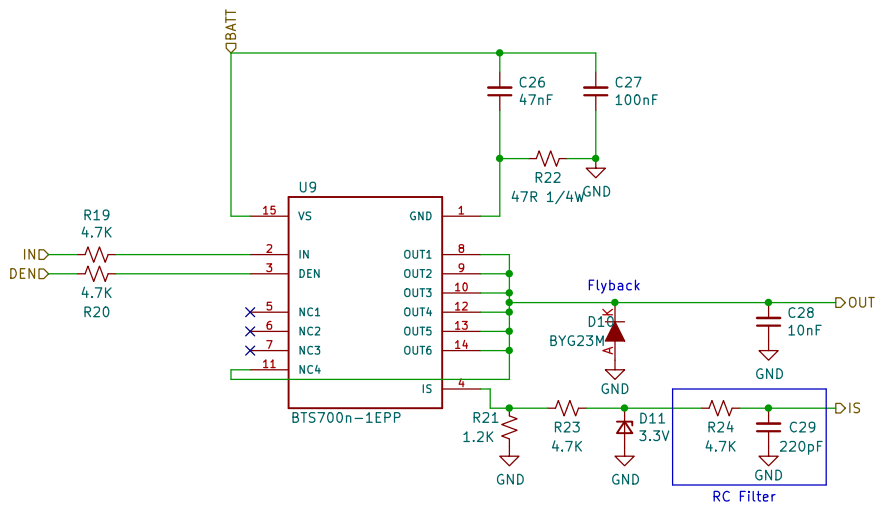 BATT
C26
47nF
C27
100nF
R22
47R 1/4W
GND
U9
15
VS
GND
1
R19
4.7K
IN
2
IN
OUT1
8
DEN
3
DEN
OUT2
9
4.7K
R20
OUT3
10
Flyback
5
NC1
OUT4
12
K
D10
BYG23M
A
GND
OUT
C28
10nF
GND
6
NC2
OUT5
13
7
NC3
OUT6
14
11
NC4
IS
4
BTS700n-1EPP
R21
1.2K
GND
R23
4.7K
D11
3.3V
GND
R24
4.7K
C29
220pF
GND
IS
RC Filter